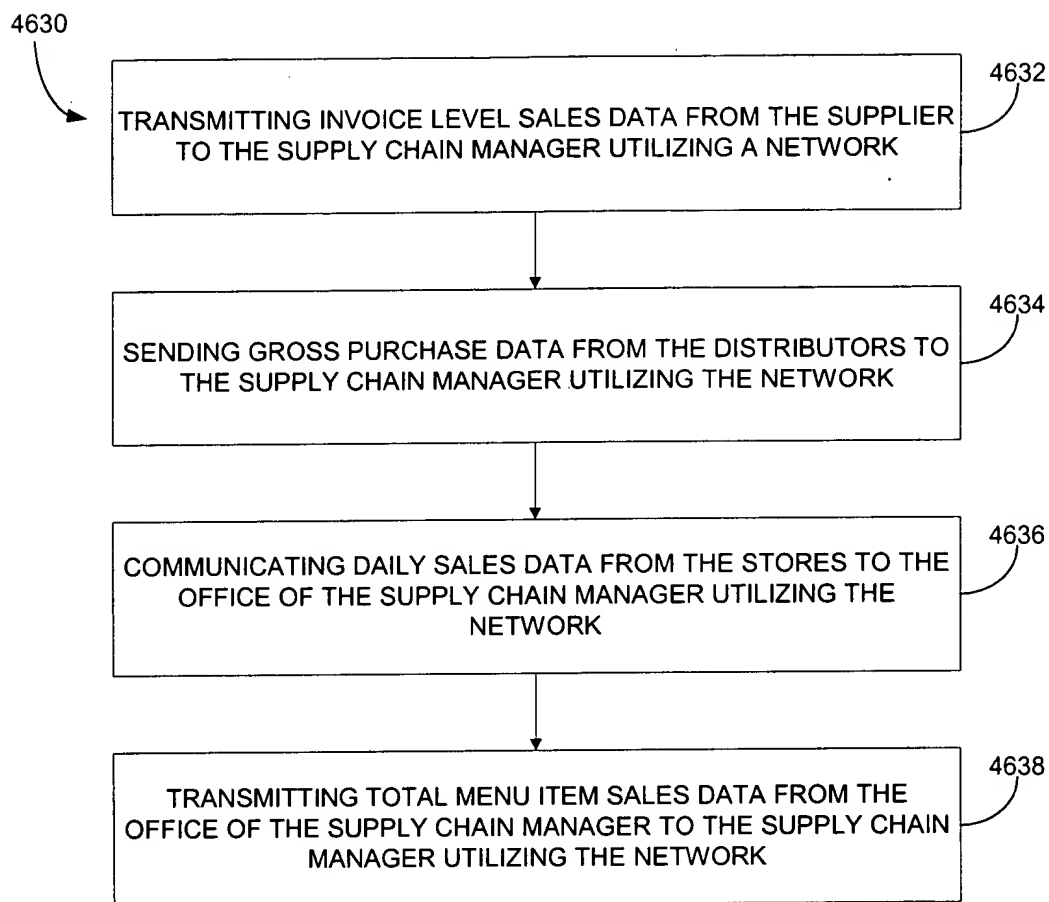 4630
4632
TRANSMITTING INVOICE LEVEL SALES DATA FROM THE SUPPLIER
TO THE SUPPLY CHAIN MANAGER UTILIZING A NETWORK
4634
SENDING GROSS PURCHASE DATA FROM THE DISTRIBUTORS TO
THE SUPPLY CHAIN MANAGER UTILIZING THE NETWORK
4636
COMMUNICATING DAILY SALES DATA FROM THE STORES TO THE
OFFICE OF THE SUPPLY CHAIN MANAGER UTILIZING THE
NETWORK
4638
TRANSMITTING TOTAL MENU ITEM SALES DATA FROM THE
OFFICE OF THE SUPPLY CHAIN MANAGER TO THE SUPPLY CHAIN
MANAGER UTILIZING THE NETWORK